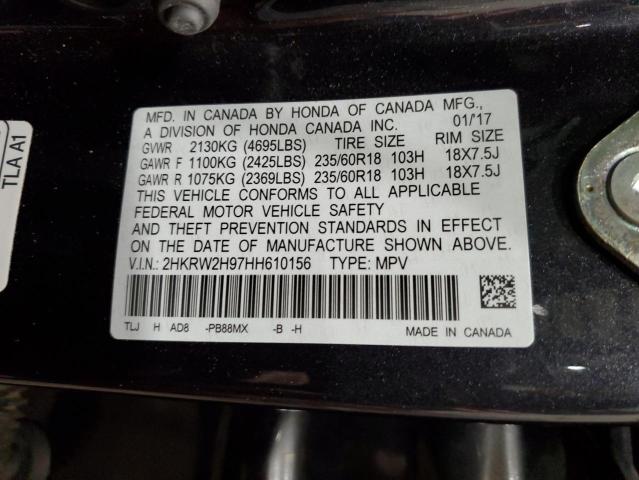 MFD. IN CANADA BY HONDA OF CANADA MFG.,
A DIVISION OF HONDA CANADA INC. 01/17
GVWR 2130KG (4695LBS) TIRE SIZE RIM SIZE
GAWR F 1100KG (2425LBS) 235/60R18 103H 18X7.5J
GAWR R 1075KG (2369LBS) 235/60R18 103H 18X7.5J
THIS VEHICLE CONFORMS TO ALL APPLICABLE
FEDERAL MOTOR VEHICLE SAFETY
AND THEFT PREVENTION STANDARDS IN EFFECT
ON THE DATE OF MANUFACTURE SHOWN ABOVE.
V.I.N.: 2HKRW2H97HH610156 TYPE: MPV
TLJ H AD8 -PB88MX -B -H
MADE IN CANADA
TLA A1